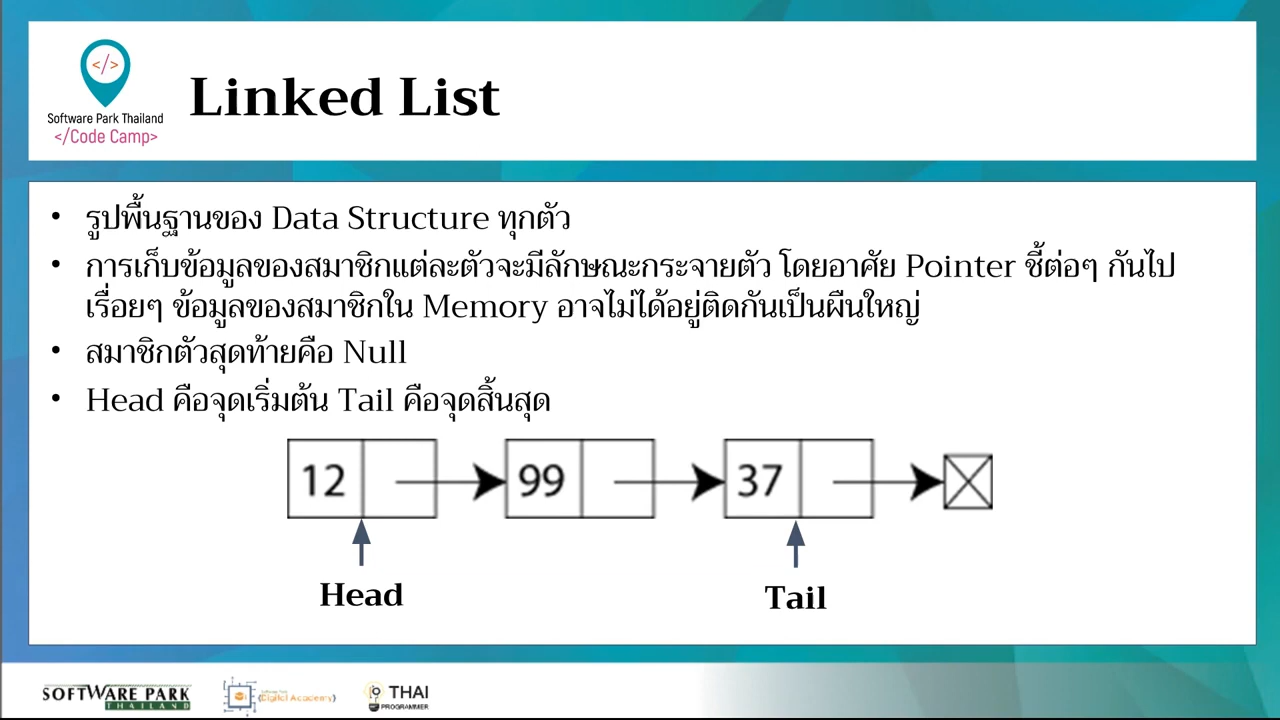 </>
Software Park Thailand
</Code Camp>
Linked List
• รูปพื้นฐานของ Data Structure ทุกตัว
• การเก็บข้อมูลของสมาชิกแต่ละตัวจะมีลักษณะกระจายตัว โดยอาศัย Pointer ชี้ต่อๆ กันไป
เรื่อยๆ ข้อมูลของสมาชิกใน Memory อาจไม่ได้อยู่ติดกันเป็นผืนใหญ่
• สมาชิกตัวสุดท้ายคือ Null
• Head คือจุดเริ่มต้น Tail คือจุดสิ้นสุด
12 99 37
Head Tail
SOFTWARE PARK
THAILAND
Software Park
{Digital Academy}
THAI
PROGRAMMER